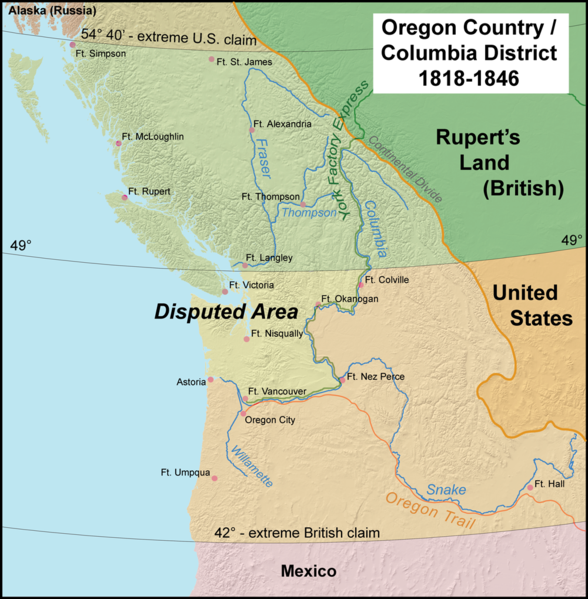 Alaska (Russia)
54° 40' - extreme U.S. claim
Oregon Country /
Columbia District
1818-1846
Ft. Simpson
Ft. St. James
York Factory Express
Ft. Alexandria
Ft. McLoughlin
Fraser
Continental Divide
Rupert's
Land
(British)
Ft. Rupert
Ft. Thompson
Thompson
Columbia
49°
49°
Ft. Langley
Ft. Colville
Ft. Victoria
Ft. Okanogan
United
States
Disputed Area
Ft. Nisqually
Astoria
Ft. Nez Perce
Ft. Vancouver
Oregon City
Willamette
Ft. Umpqua
Snake
Ft. Hall
Oregon Trail
42° - extreme British claim
Mexico